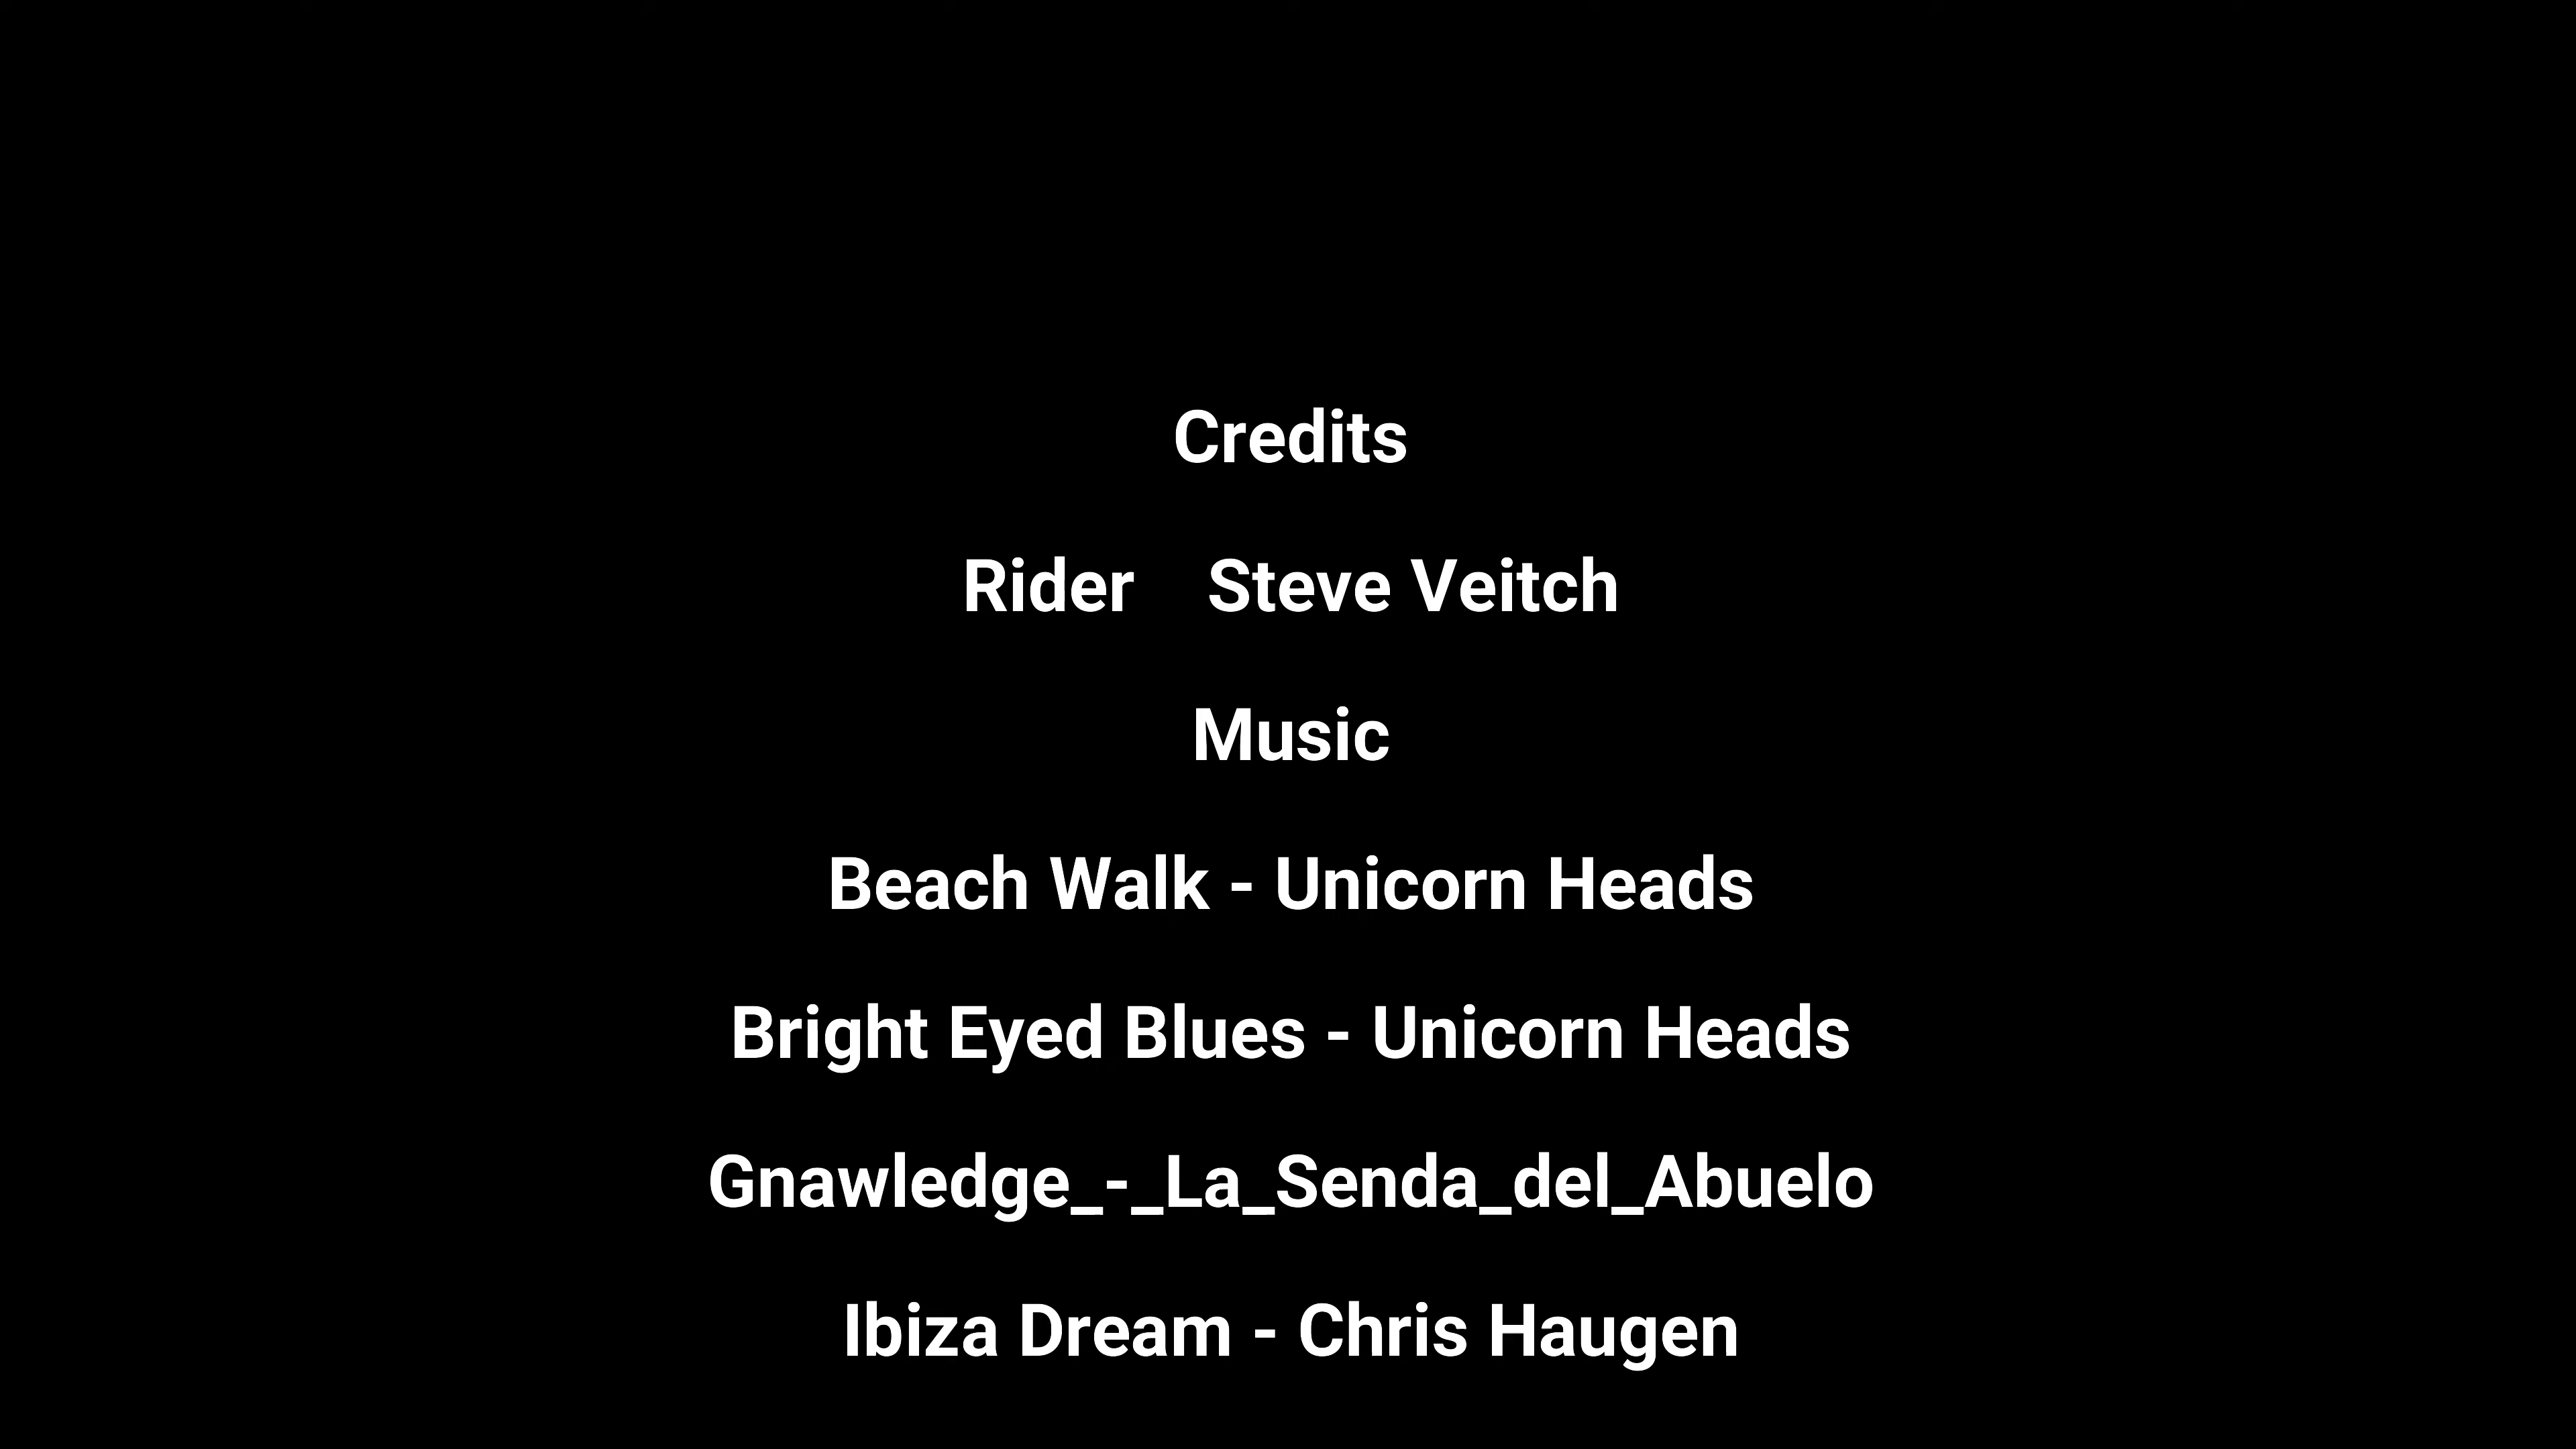 Credits
Rider    Steve Veitch
Music
Beach Walk - Unicorn Heads
Bright Eyed Blues - Unicorn Heads
Gnawledge_-_La_Senda_del_Abuelo
Ibiza Dream - Chris Haugen